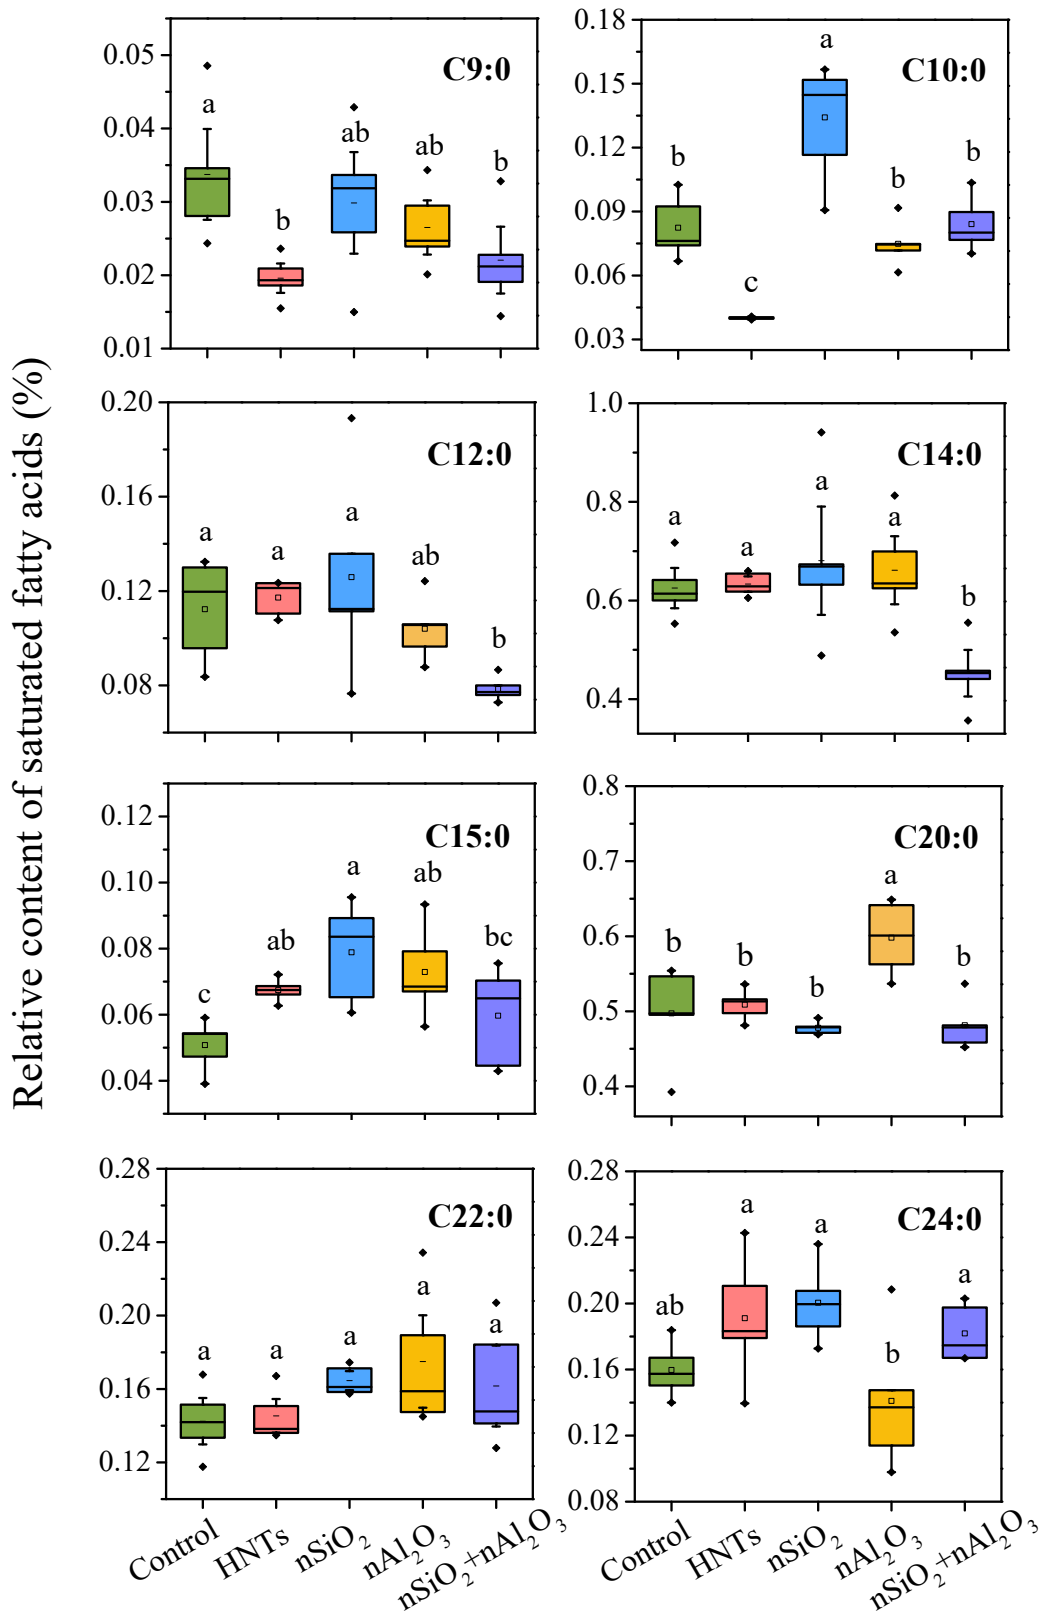 Relative content of saturated fatty acids (%)
C9:0
0.05
0.04
0.03
0.02
0.01
a
b
ab
ab
b
C10:0
0.18
0.15
0.12
0.09
0.06
0.03
b
c
a
b
b
C12:0
0.20
0.16
0.12
0.08
a
a
a
ab
b
C14:0
1.0
0.8
0.6
0.4
a
a
a
a
b
C15:0
0.12
0.10
0.08
0.06
0.04
c
ab
a
ab
bc
C20:0
0.8
0.7
0.6
0.5
0.4
b
b
b
a
b
C22:0
0.28
0.24
0.20
0.16
0.12
a
a
a
a
a
C24:0
0.28
0.24
0.20
0.16
0.12
0.08
ab
a
a
b
a
Control
HNTs
nSiO₂
nAl₂O₃
nSiO₂+nAl₂O₃
Control
HNTs
nSiO₂
nAl₂O₃
nSiO₂+nAl₂O₃